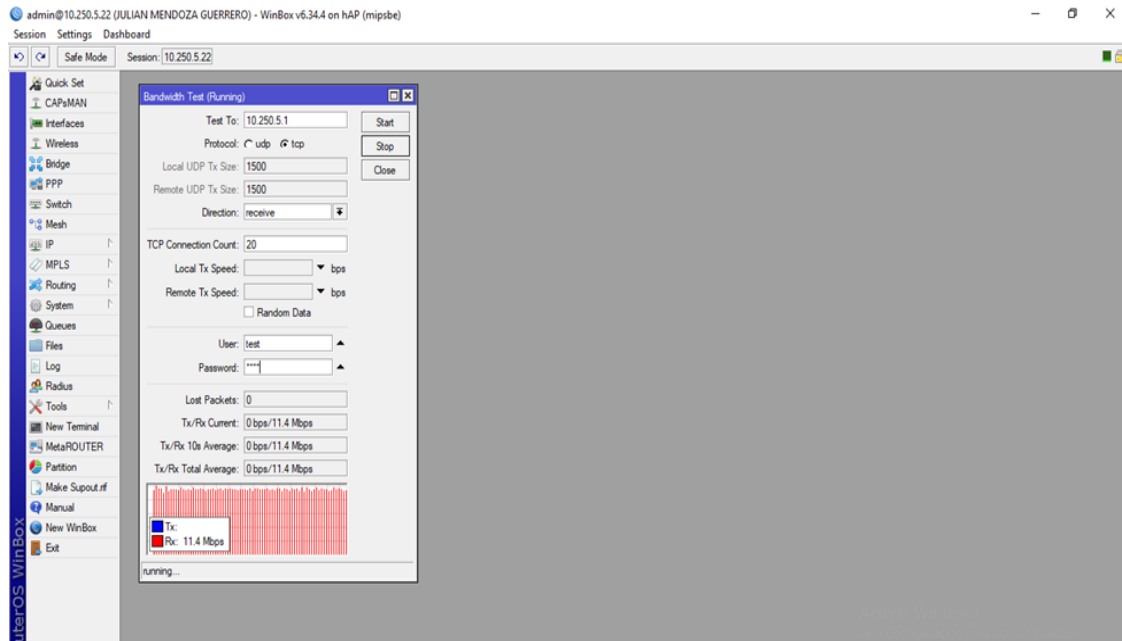 admin@10.250.5.22 (JULIAN MENDOZA GUERRERO) - WinBox v6.34.4 on hAP (mipsbe)
Session Settings Dashboard
Safe Mode Session: 10.250.5.22
Quick Set
CAPsMAN
Interfaces
Wireless
Bridge
PPP
Switch
Mesh
IP
MPLS
Routing
System
Queues
Files
Log
Radius
Tools
New Terminal
MetaROUTER
Partition
Make Supout.rif
Manual
New WinBox
Exit
uterOS WinBox
Bandwidth Test (Running)
Test To: 10.250.5.1
Protocol: udp tcp
Local UDP Tx Size: 1500
Remote UDP Tx Size: 1500
Direction: receive
TCP Connection Count: 20
Local Tx Speed: bps
Remote Tx Speed: bps
Random Data
User: test
Password: ****
Lost Packets: 0
Tx/Rx Current: 0 bps/11.4 Mbps
Tx/Rx 10s Average: 0 bps/11.4 Mbps
Tx/Rx Total Average: 0 bps/11.4 Mbps
Tx:
Rx: 11.4 Mbps
running...
Start
Stop
Close